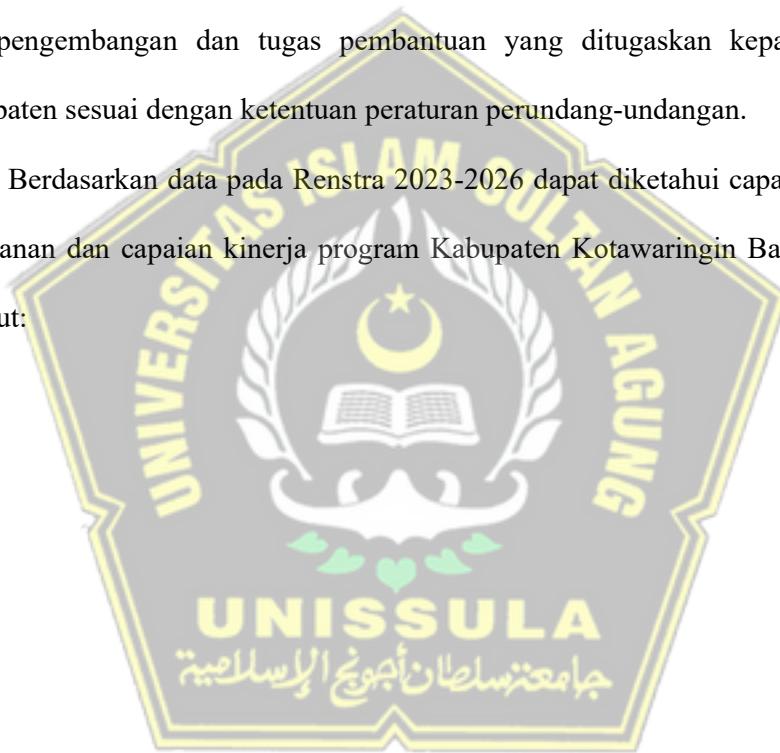 pengembangan dan tugas pembantuan yang ditugaskan kepa
paten sesuai dengan ketentuan peraturan perundang-undangan.
Berdasarkan data pada Renstra 2023-2026 dapat diketahui capa
anan dan capaian kinerja program Kabupaten Kotawaringin Ba
ut:
UNIVERSITAS ISLAM SULTAN AGUNG
UNISSULA
جامعتسلطان أجونج الإسلامية